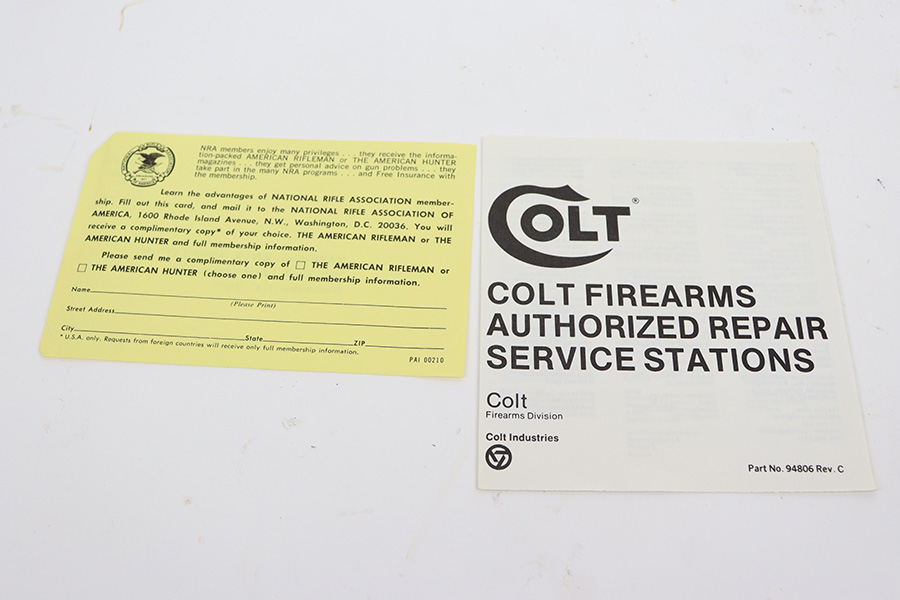 NRA members enjoy many privileges . . . they receive the informa-
tion-packed AMERICAN RIFLEMAN or THE AMERICAN HUNTER
magazines . . . they get personal advice on gun problems . . . they
take part in the many NRA programs . . . and Free Insurance with
the membership.
Learn the advantages of NATIONAL RIFLE ASSOCIATION member-
ship. Fill out this card, and mail it to the NATIONAL RIFLE ASSOCIATION OF
AMERICA, 1600 Rhode Island Avenue, N.W., Washington, D.C. 20036. You will
receive a complimentary copy* of your choice. THE AMERICAN RIFLEMAN or THE
AMERICAN HUNTER and full membership information.
Please send me a complimentary copy of □ THE AMERICAN RIFLEMAN or
□ THE AMERICAN HUNTER (choose one) and full membership information.
Name
(Please Print)
Street Address
City State ZIP
* U.S.A. only. Requests from foreign countries will receive only full membership information.
PAI 00210
COLT®
COLT FIREARMS
AUTHORIZED REPAIR
SERVICE STATIONS
Colt
Firearms Division
Colt Industries
Part No. 94806 Rev. C